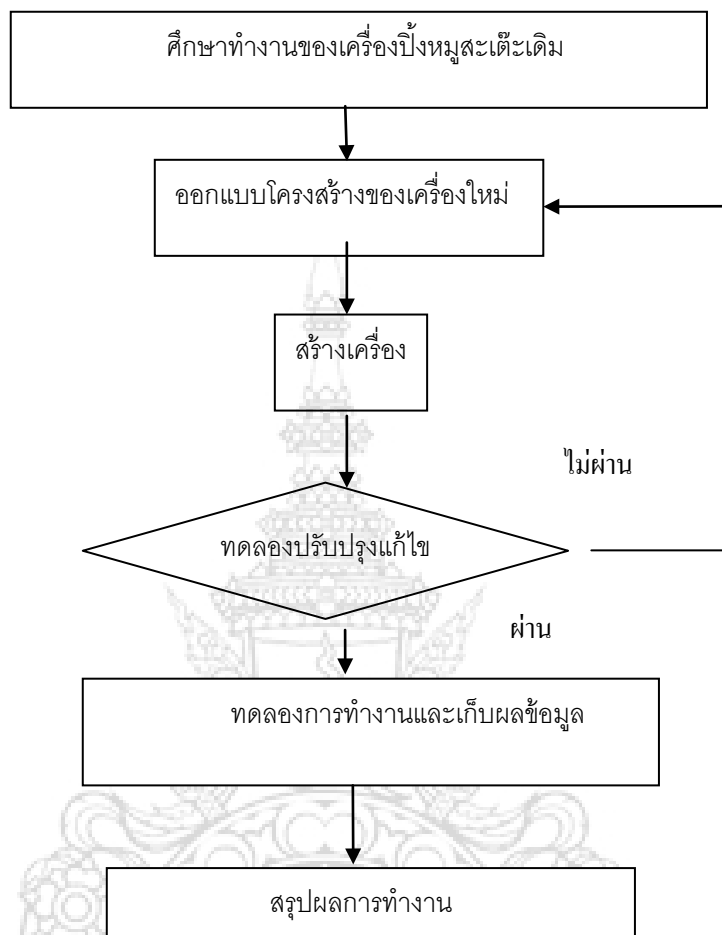 ศึกษาทำงานของเครื่องปิ้งหมูสะเต๊ะเดิม
ออกแบบโครงสร้างของเครื่องใหม่
สร้างเครื่อง
ไม่ผ่าน
ทดลองปรับปรุงแก้ไข
ผ่าน
ทดลองการทำงานและเก็บผลข้อมูล
สรุปผลการทำงาน